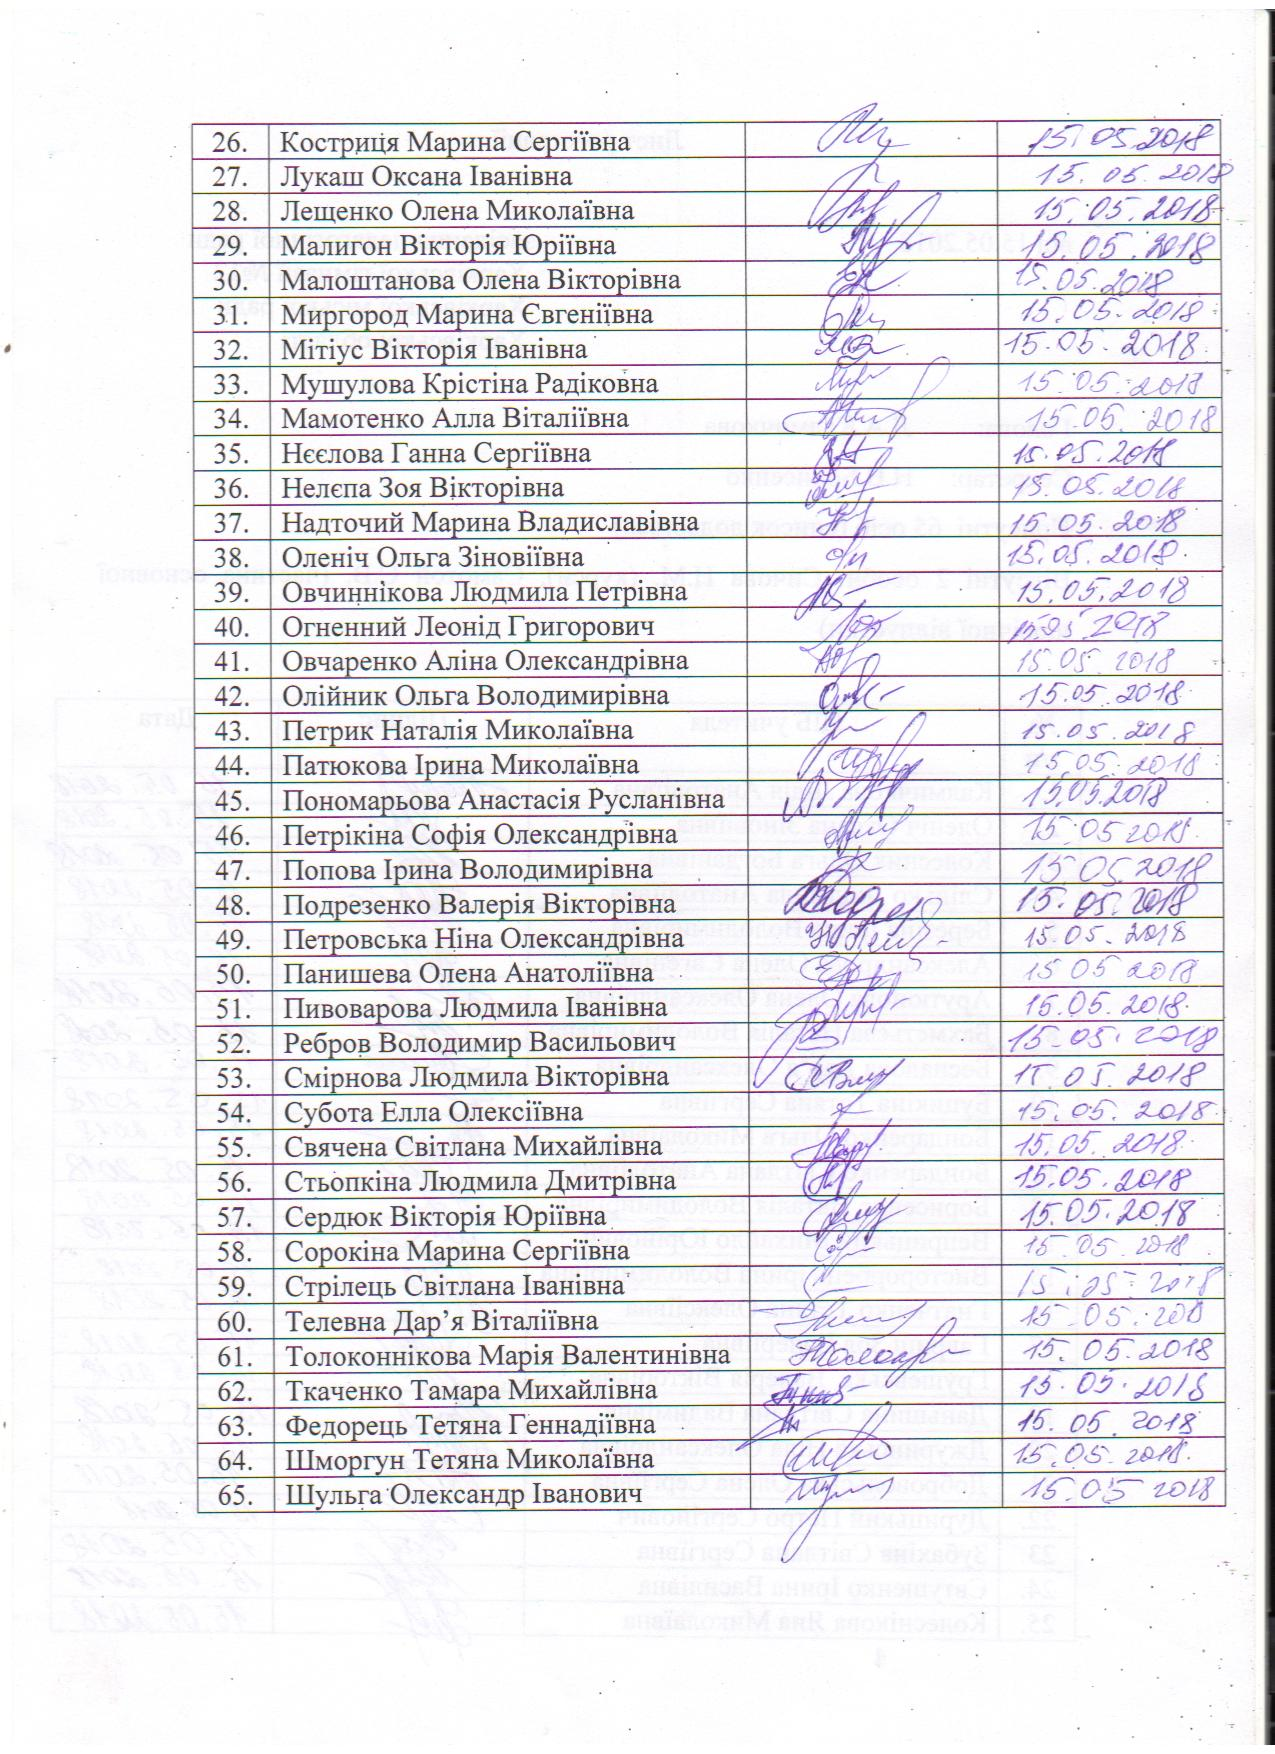 26. Костриця Марина Сергіївна 15.05.2018
27. Лукаш Оксана Іванівна 15.05.2018
28. Лещенко Олена Миколаївна 15.05.2018
29. Малигон Вікторія Юріївна 15.05.2018
30. Малоштанова Олена Вікторівна 15.05.2018
31. Миргород Марина Євгеніївна 15.05.2018
32. Мітіус Вікторія Іванівна 15.05.2018
33. Мушулова Крістіна Радіковна 15.05.2018
34. Мамотенко Алла Віталіївна 15.05.2018
35. Нєєлова Ганна Сергіївна 15.05.2018
36. Нелєпа Зоя Вікторівна 15.05.2018
37. Надточий Марина Владиславівна 15.05.2018
38. Оленіч Ольга Зіновіївна 15.05.2018
39. Овчиннікова Людмила Петрівна 15.05.2018
40. Огненний Леонід Григорович 15.05.2018
41. Овчаренко Аліна Олександрівна 15.05.2018
42. Олійник Ольга Володимирівна 15.05.2018
43. Петрик Наталія Миколаївна 15.05.2018
44. Патюкова Ірина Миколаївна 15.05.2018
45. Пономарьова Анастасія Русланівна 15.05.2018
46. Петрікіна Софія Олександрівна 15.05.2018
47. Попова Ірина Володимирівна 15.05.2018
48. Подрезенко Валерія Вікторівна 15.05.2018
49. Петровська Ніна Олександрівна 15.05.2018
50. Панишева Олена Анатоліївна 15 05 2018
51. Пивоварова Людмила Іванівна 15.05.2018
52. Ребров Володимир Васильович 15.05.2018
53. Смірнова Людмила Вікторівна 15.05.2018
54. Субота Елла Олексіївна 15.05.2018
55. Свячена Світлана Михайлівна 15.05.2018
56. Стьопкіна Людмила Дмитрівна 15.05.2018
57. Сердюк Вікторія Юріївна 15.05.2018
58. Сорокіна Марина Сергіївна 15.05.2018
59. Стрілець Світлана Іванівна 15.05.2018
60. Телевна Дар’я Віталіївна 15.05.2018
61. Толоконнікова Марія Валентинівна 15.05.2018
62. Ткаченко Тамара Михайлівна 15.05.2018
63. Федорець Тетяна Геннадіївна 15.05.2018
64. Шморгун Тетяна Миколаївна 15.05.2018
65. Шульга Олександр Іванович 15.05 2018